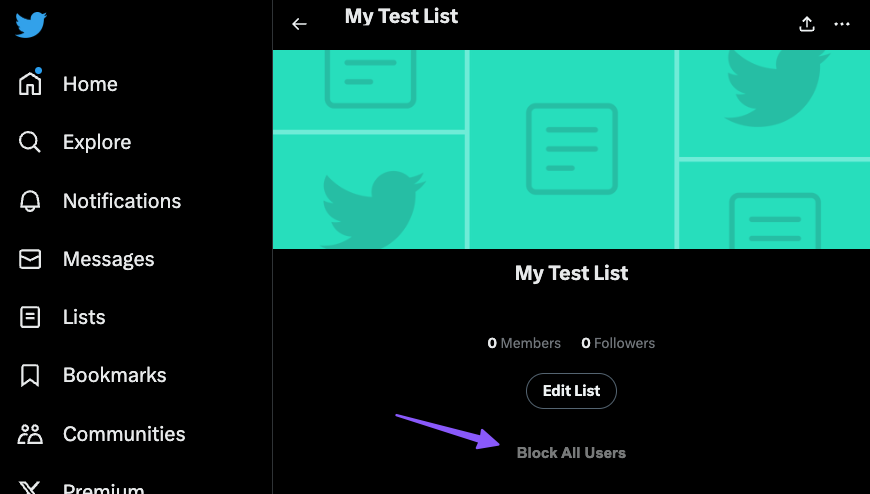 My Test List
Home
Explore
Notifications
Messages
Lists
Bookmarks
Communities
Premium
My Test List
0 Members 0 Followers
Edit List
Block All Users